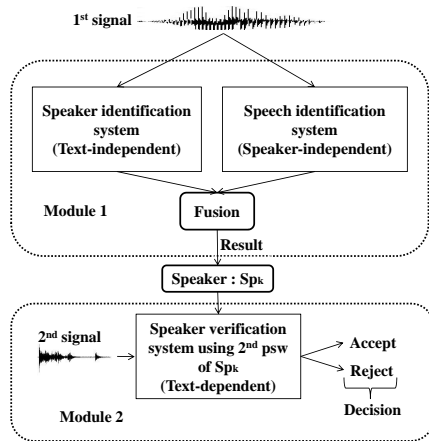 1st signal
Speaker identification
system
(Text-independent)
Speech identification
system
(Speaker-independent)
Fusion
Module 1
Result
Speaker : Spk
2nd signal
Speaker verification
system using 2nd psw
of Spk
(Text-dependent)
Accept
Reject
Decision
Module 2